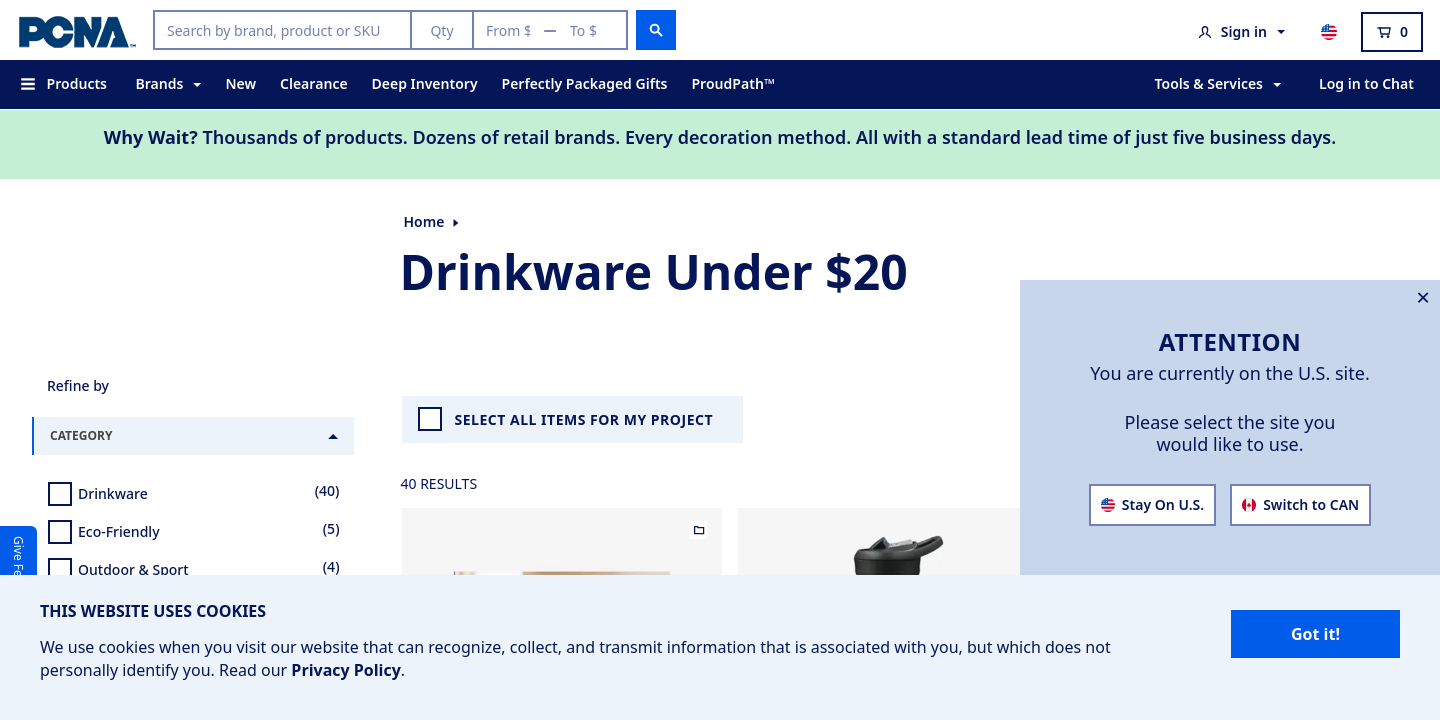 PCNA
Search by brand, product or SKU
Qty
From $
—
To $
Sign in
0
Products
Brands
New
Clearance
Deep Inventory
Perfectly Packaged Gifts
ProudPath™
Tools & Services
Log in to Chat
Why Wait? Thousands of products. Dozens of retail brands. Every decoration method. All with a standard lead time of just five business days.
Home
Drinkware Under $20
ATTENTION
You are currently on the U.S. site.
Please select the site you
would like to use.
Stay On U.S.
Switch to CAN
Refine by
CATEGORY
Drinkware (40)
Eco-Friendly (5)
Outdoor & Sport (4)
SELECT ALL ITEMS FOR MY PROJECT
40 RESULTS
Give
THIS WEBSITE USES COOKIES
We use cookies when you visit our website that can recognize, collect, and transmit information that is associated with you, but which does not
personally identify you. Read our Privacy Policy.
Got it!